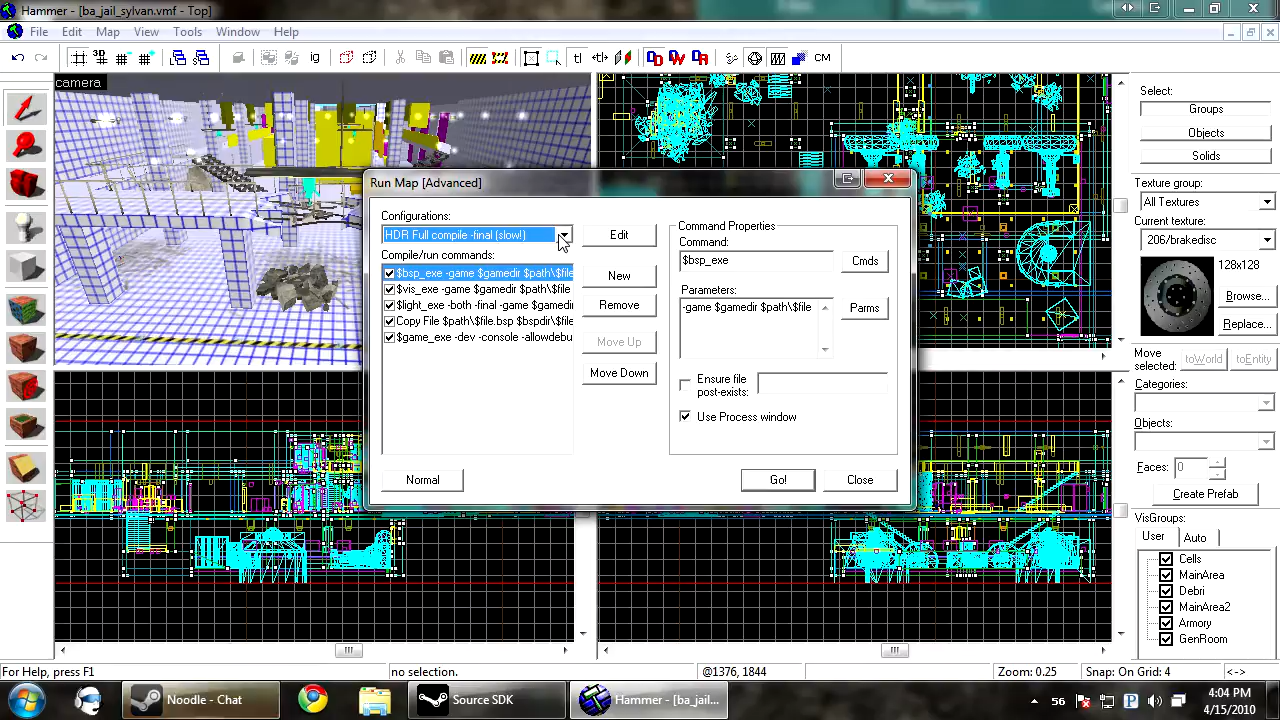 Hammer - [ba_jail_sylvan.vmf - Top]
File Edit Map View Tools Window Help
3D ig tl CM
camera
Select:
Groups
Objects
Solids
Texture group:
All Textures
Current texture:
206/brakedisc
128x128
Browse...
Replace...
Move selected:
toWorld
toEntity
Categories:
Objects:
Faces: 0
Create Prefab
VisGroups:
User Auto
Cells
MainArea
Debri
MainArea2
Armory
GenRoom
Run Map [Advanced]
Configurations:
HDR Full compile -final (slow!)
Edit
Compile/run commands:
$bsp_exe -game $gamedir $path\$file
$vis_exe -game $gamedir $path\$file
$light_exe -both -final -game $gamedir
Copy File $path\$file.bsp $bspdir\$file
$game_exe -dev -console -allowdebu
New
Remove
Move Up
Move Down
Normal
Command Properties
Command:
$bsp_exe
Cmds
Parameters:
-game $gamedir $path\$file
Parms
Ensure file
post-exists:
Use Process window
Go!
Close
For Help, press F1
no selection.
@1376, 1844
Zoom: 0.25
Snap: On Grid: 4
<->
Noodle - Chat
Source SDK
Hammer - [ba_jail...
56
4:04 PM
4/15/2010